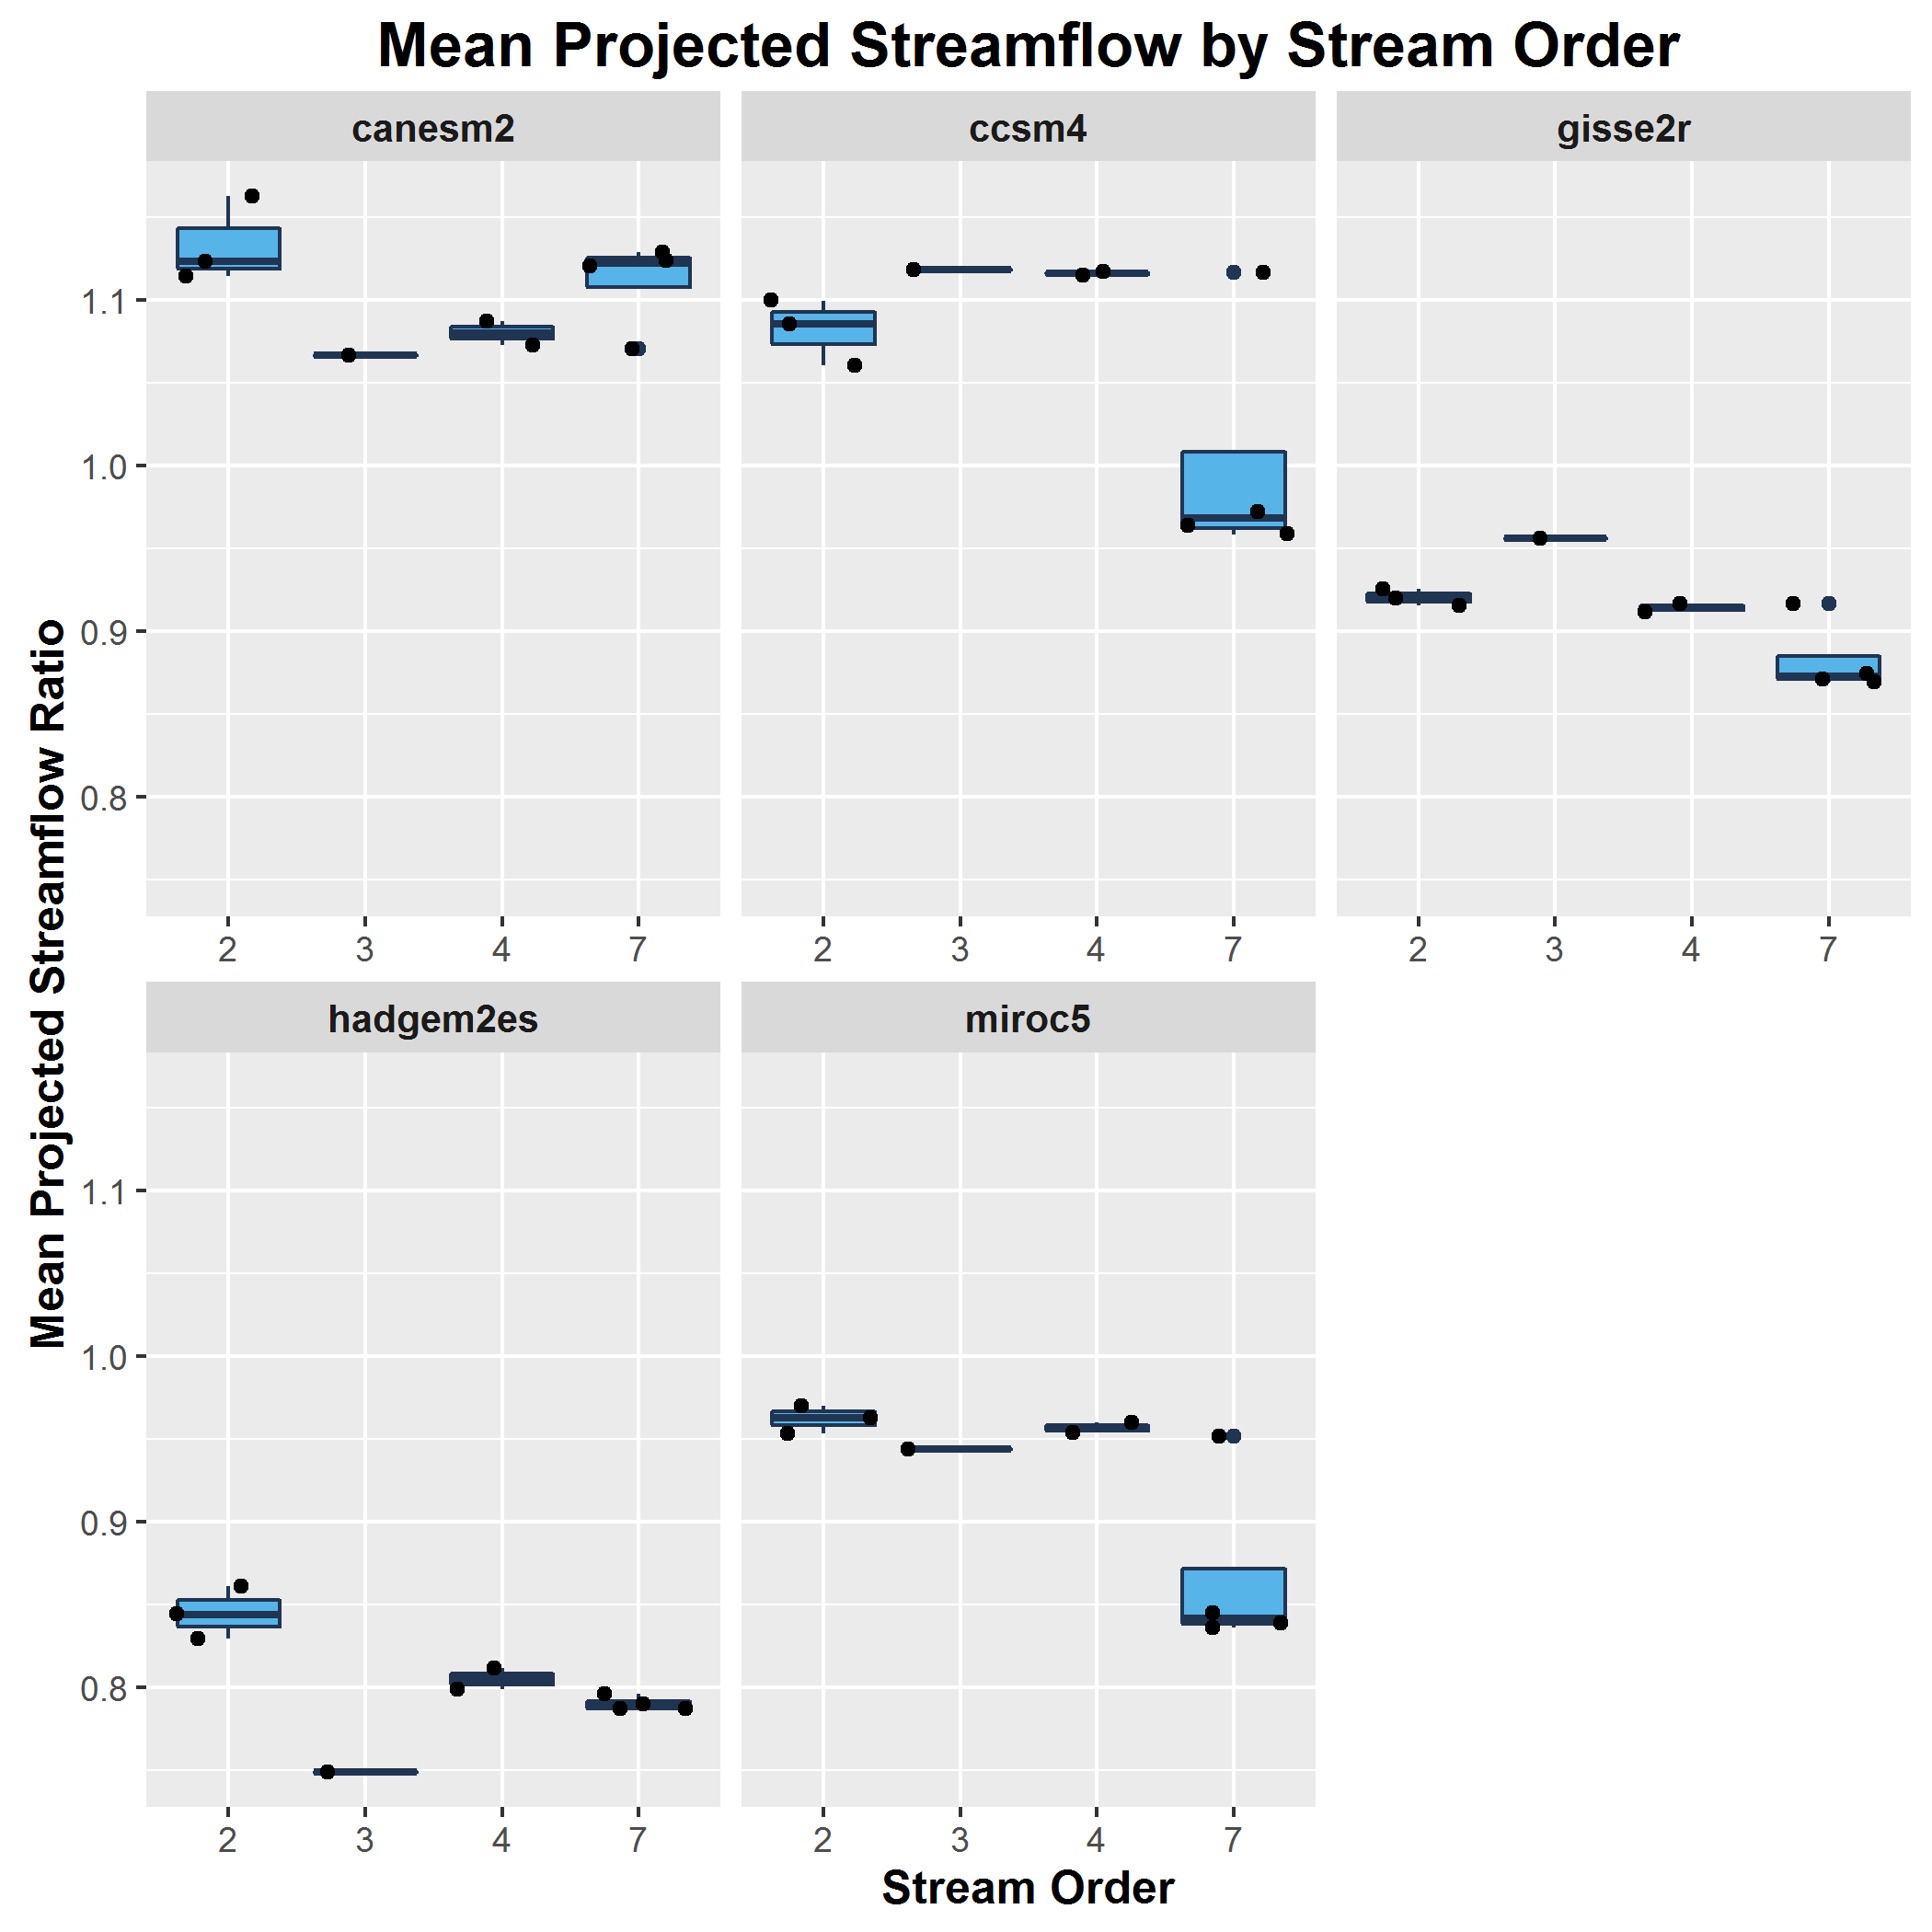 Mean Projected Streamflow by Stream Order
canesm2
ccsm4
gisse2r
1.1
1.0
0.9
0.8
2 3 4 7
2 3 4 7
2 3 4 7
Mean Projected Streamflow Ratio
hadgem2es
miroc5
1.1
1.0
0.9
0.8
2 3 4 7
2 3 4 7
Stream Order